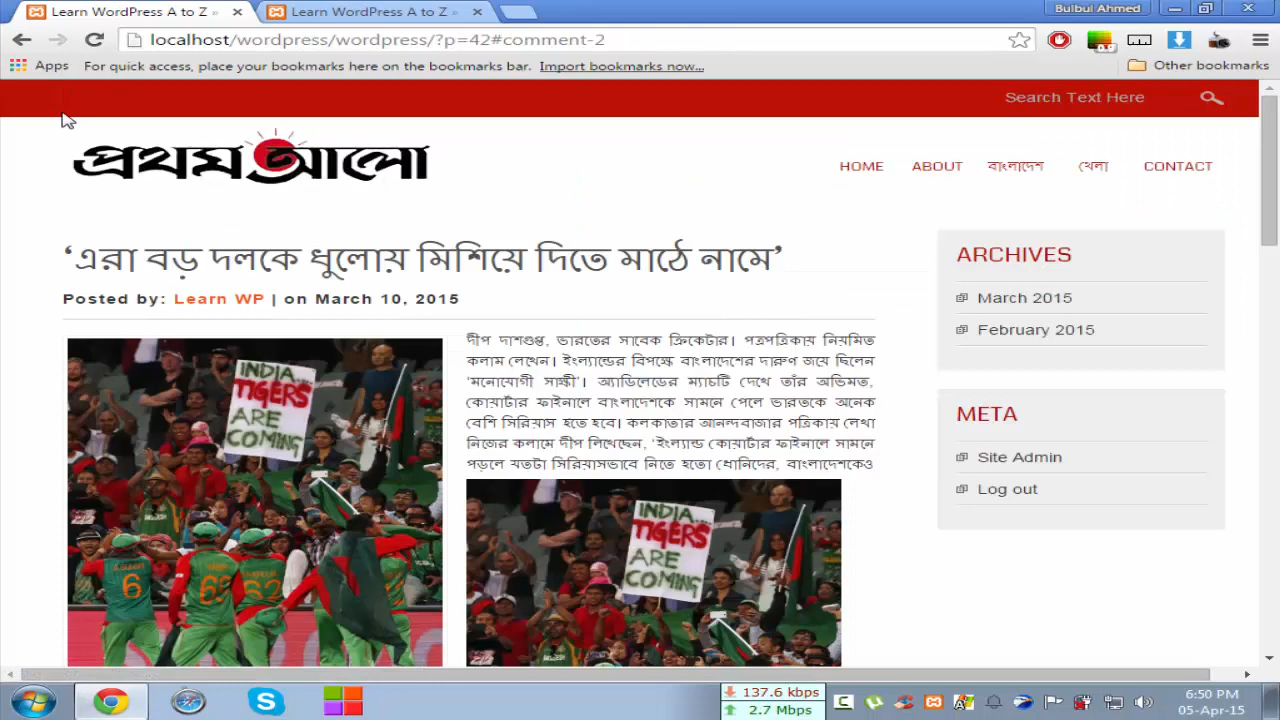 Learn WordPress A to Z »
Learn WordPress A to Z »
Bulbul Ahmed
localhost/wordpress/wordpress/?p=42#comment-2
Apps
For quick access, place your bookmarks here on the bookmarks bar. Import bookmarks now...
Other bookmarks
Search Text Here
প্রথম আলো
HOME ABOUT বাংলাদেশ খেলা CONTACT
‘এরা বড় দলকে ধুলোয় মিশিয়ে দিতে মাঠে নামে’
Posted by: Learn WP | on March 10, 2015
দীপ দাশগুপ্ত, ভারতের সাবেক ক্রিকেটার। পত্রপত্রিকায় নিয়মিত
কলাম লেখেন। ইংল্যান্ডের বিপক্ষে বাংলাদেশের দারুণ জয়ে ছিলেন
‘মনোযোগী সাক্ষী’। অ্যাডিলেডের ম্যাচটি দেখে তাঁর অভিমত,
কোয়ার্টার ফাইনালে বাংলাদেশকে সামনে পেলে ভারতকে অনেক
বেশি সিরিয়াস হতে হবে। কলকাতার আনন্দবাজার পত্রিকায় লেখা
নিজের কলামে দীপ লিখেছেন, ‘ইংল্যান্ড কোয়ার্টার ফাইনালে সামনে
পড়লে যতটা সিরিয়াসভাবে নিতে হতো ধোনিদের, বাংলাদেশকেও
INDIA
TIGERS
ARE
COMING
6
69
62
INDIA
TIGERS
ARE
COMING
ARCHIVES
March 2015
February 2015
META
Site Admin
Log out
137.6 kbps
2.7 Mbps
6:50 PM
05-Apr-15